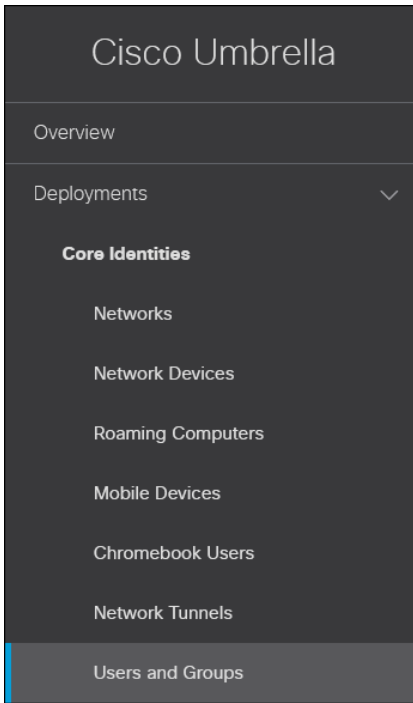 Cisco Umbrella
Overview
Deployments
Core Identities
Networks
Network Devices
Roaming Computers
Mobile Devices
Chromebook Users
Network Tunnels
Users and Groups